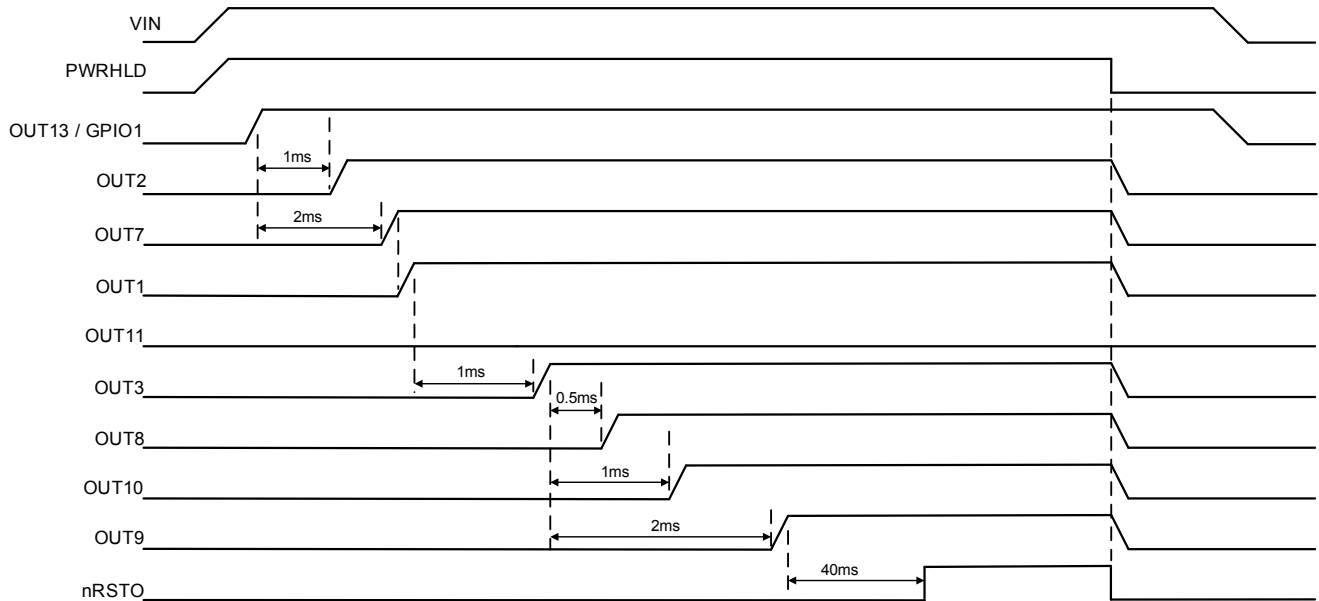 VIN
PWRHLD
OUT13 / GPIO1
1ms
OUT2
2ms
OUT7
OUT1
OUT11
1ms
OUT3
0.5ms
OUT8
1ms
OUT10
2ms
OUT9
40ms
nRSTO